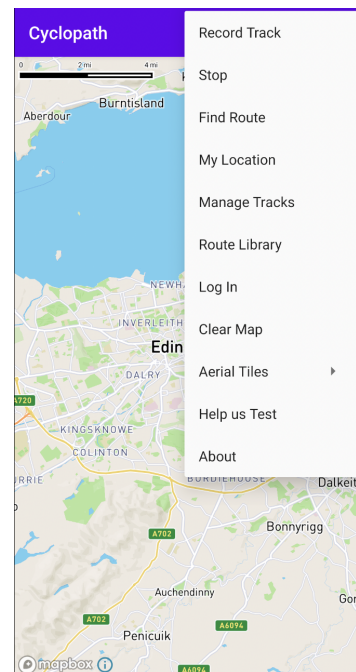 Cyclopath
Record Track
Stop
Find Route
My Location
Manage Tracks
Route Library
Log In
Clear Map
Aerial Tiles
Help us Test
About
0 2 mi 4 mi
Burntisland
Aberdour
NEWH
INVERLEITH
Edin
DALRY
A720
KINGSKNOWE
COLINTON
RRIE
BURDIEHOUSE
Dalkeit
Bonnyrigg
A702
Auchendinny
Gor
A702
A6094
Penicuik
A6094
mapbox